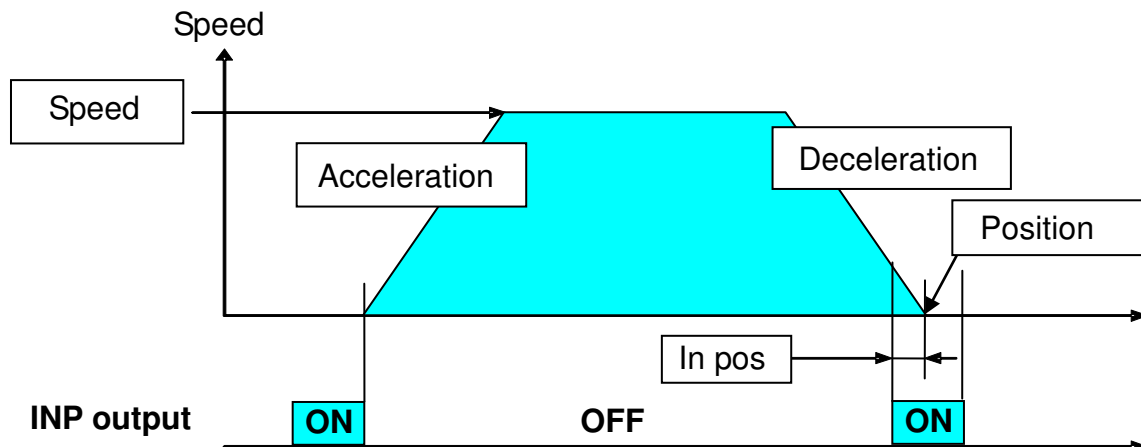 Speed
Speed
Acceleration
Deceleration
Position
In pos
INP output
ON
OFF
ON